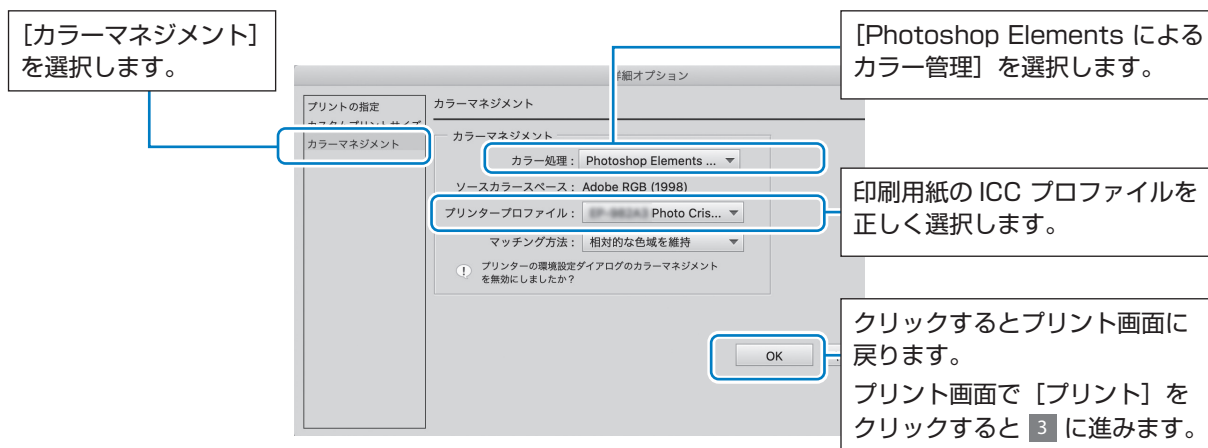 [カラーマネジメント]
を選択します。
[Photoshop Elements による
カラー管理] を選択します。
詳細オプション
プリントの指定
カスタムプリントサイズ
カラーマネジメント
カラーマネジメント
カラーマネジメント
カラー処理: Photoshop Elements ...
ソースカラースペース: Adobe RGB (1998)
プリンタープロファイル: Photo Cris...
マッチング方法: 相対的な色域を維持
プリンターの環境設定ダイアログのカラーマネジメント
を無効にしましたか?
OK
印刷用紙の ICC プロファイルを
正しく選択します。
クリックするとプリント画面に
戻ります。
プリント画面で [プリント] を
クリックすると 3 に進みます。